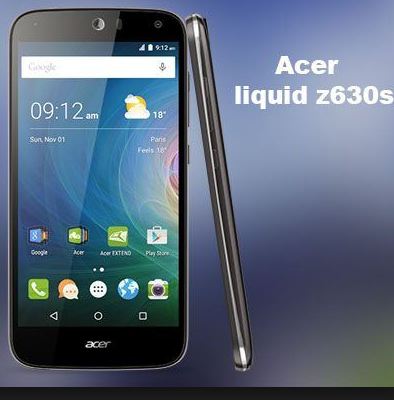 9:12 am
Google
09:12 am
18°
Sun, Nov 01
Paris
Feels 18°
Google
Acer
Acer EXTEND
Play Store
acer
Acer
liquid z630s